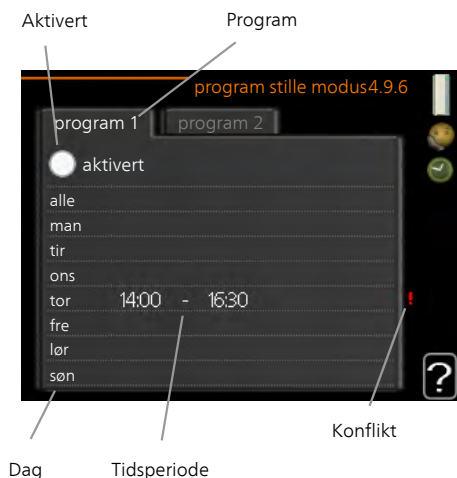 Aktivert Program
program stille modus4.9.6
program 1 program 2
aktivert
alle
man
tir
ons
tor 14:00 - 16:30 !
fre
lør
søn
?
Konflikt
Dag Tidsperiode